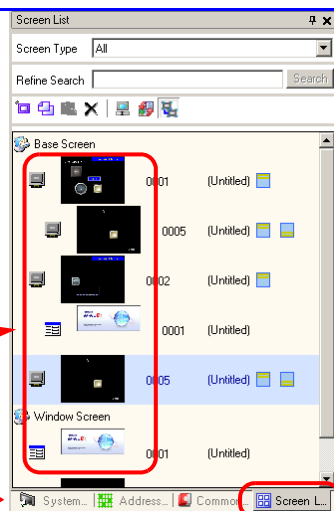 Screen List
Screen Type All
Refine Search Search
Base Screen
0001 (Untitled)
0005 (Untitled)
0002 (Untitled)
0001 (Untitled)
0005 (Untitled)
Window Screen
0001 (Untitled)
System... Address... Common... Screen L...